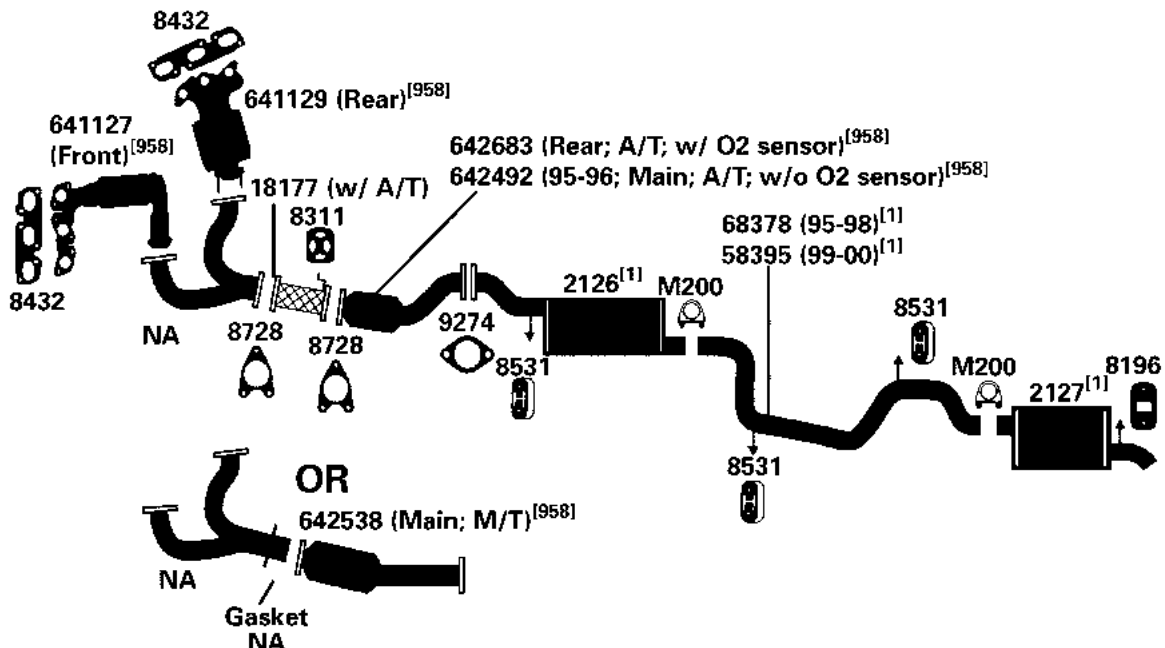 8432
641129 (Rear)[958]
641127
(Front)[958]
642683 (Rear; A/T; w/ O2 sensor)[958]
642492 (95-96; Main; A/T; w/o O2 sensor)[958]
18177 (w/ A/T)
8311
68378 (95-98)[1]
58395 (99-00)[1]
8432
2126[1]
M200
8531
NA
8728
8728
9274
8531
M200
2127[1]
8196
8531
OR
642538 (Main; M/T)[958]
NA
Gasket
NA